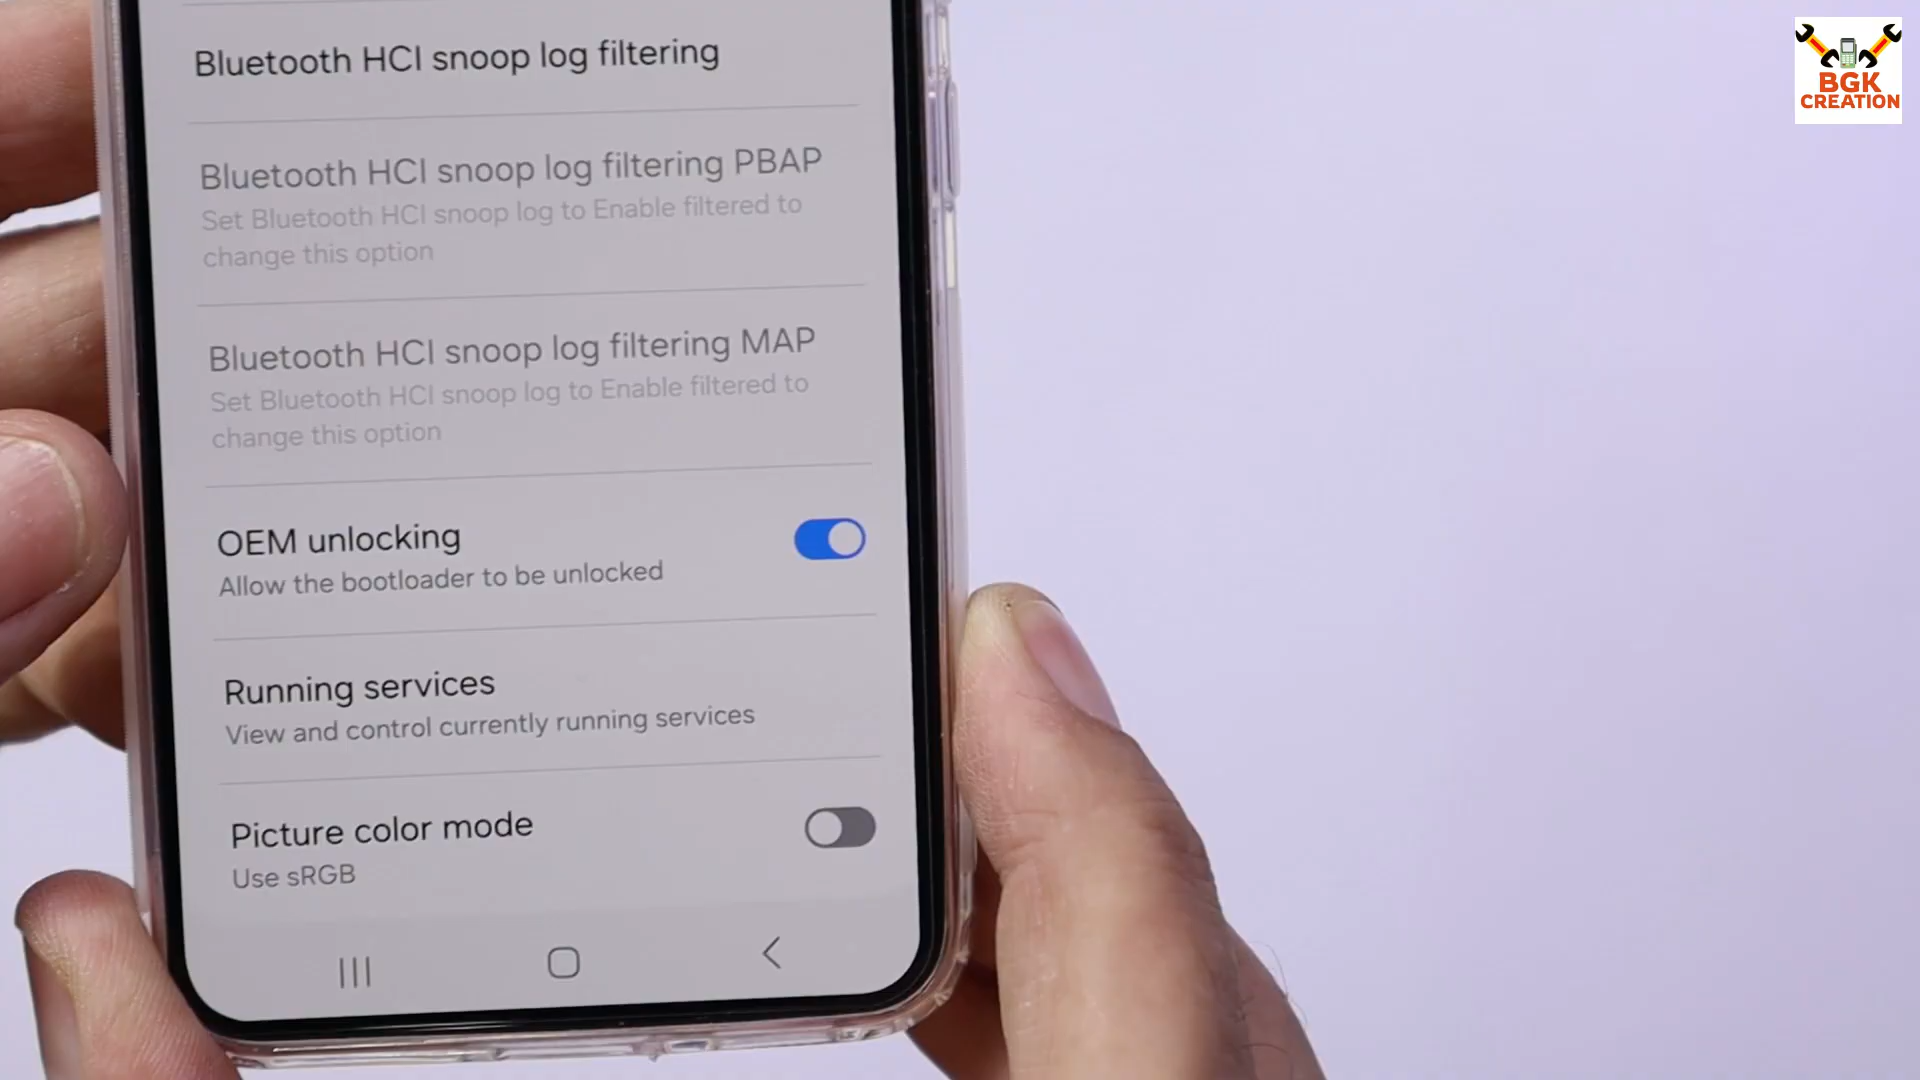 Bluetooth HCI snoop log filtering
Bluetooth HCI snoop log filtering PBAP
Set Bluetooth HCI snoop log to Enable filtered to
change this option
Bluetooth HCI snoop log filtering MAP
Set Bluetooth HCI snoop log to Enable filtered to
change this option
OEM unlocking
Allow the bootloader to be unlocked
Running services
View and control currently running services
Picture color mode
Use sRGB
BGK
CREATION